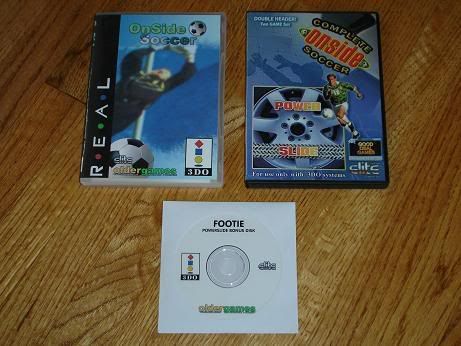 OnSide
Soccer
R•E•A•L
elite
oldergames
3DO
DOUBLE HEADER!
Two GAME Set
COMPLETE
onside
SOCCER
POWER
SLIDE
GOOD
DEAL
GAMES
For use only with 3DO systems
elite
FOOTIE
POWERSLIDE BONUS DISK
3DO
elite
oldergames